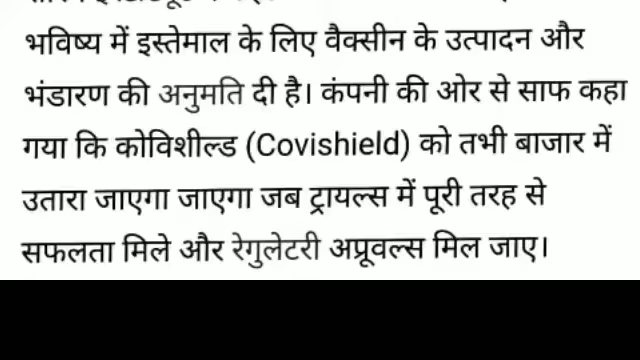 भविष्य में इस्तेमाल के लिए वैक्सीन के उत्पादन और
भंडारण की अनुमति दी है। कंपनी की ओर से साफ कहा
गया कि कोविशील्ड (Covishield) को तभी बाजार में
उतारा जाएगा जाएगा जब ट्रायल्स में पूरी तरह से
सफलता मिले और रेगुलेटरी अप्रूवल्स मिल जाए।